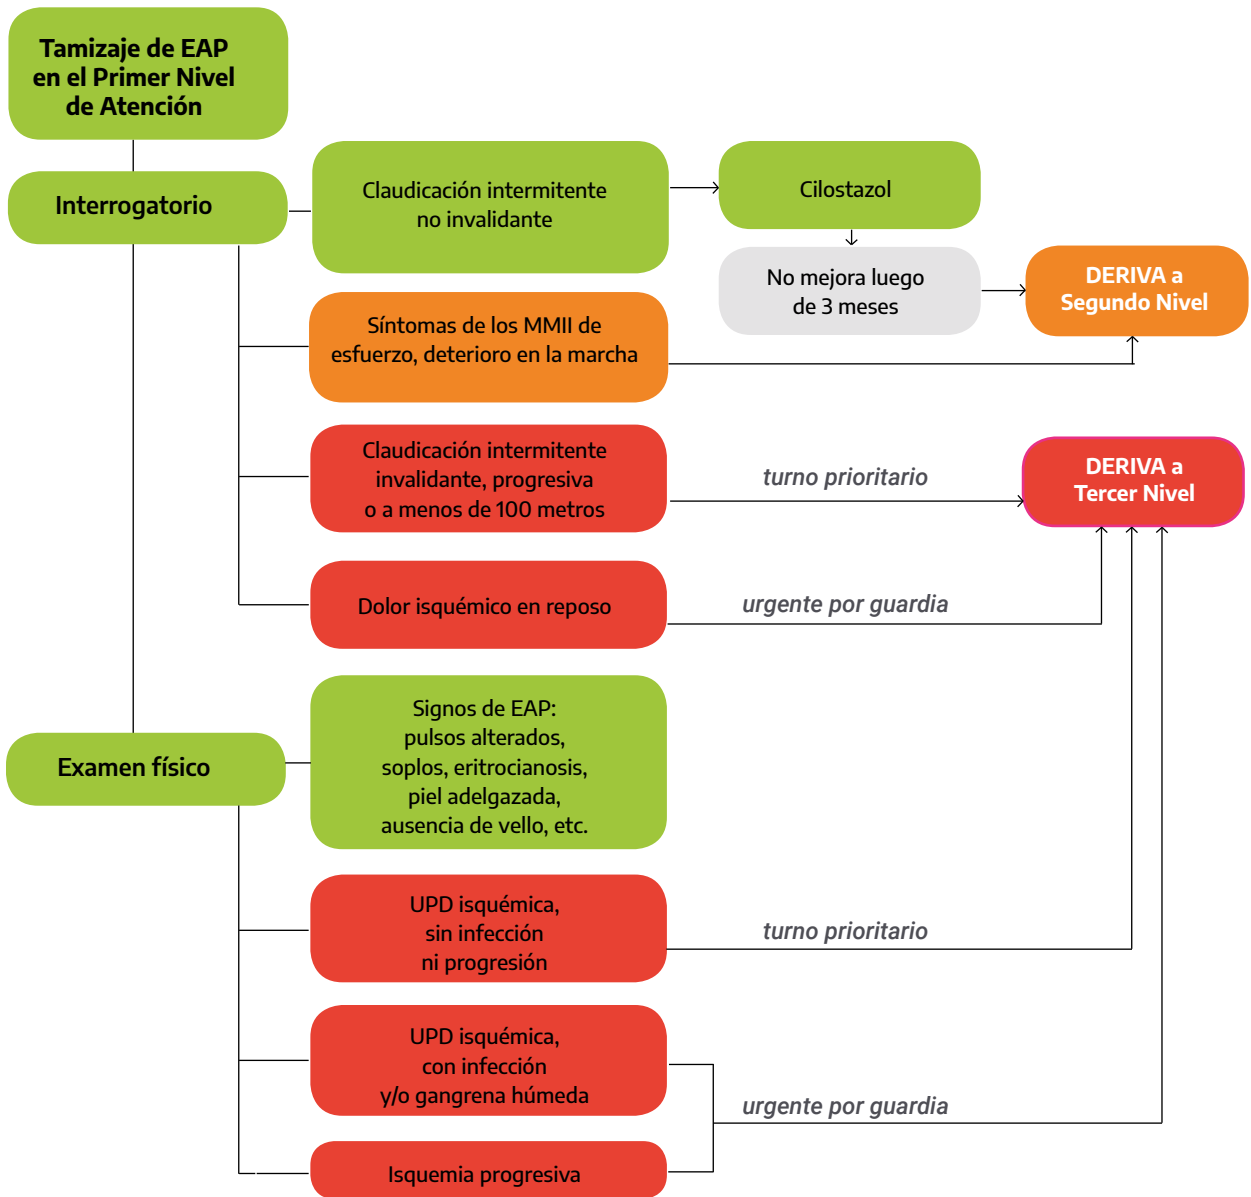 Tamizaje de EAP
en el Primer Nivel
de Atención
Interrogatorio
Claudicación intermitente
no invalidante
Cilostazol
No mejora luego
de 3 meses
DERIVA a
Segundo Nivel
Síntomas de los MMII de
esfuerzo, deterioro en la marcha
Claudicación intermitente
invalidante, progresiva
o a menos de 100 metros
turno prioritario
DERIVA a
Tercer Nivel
Dolor isquémico en reposo
urgente por guardia
Examen físico
Signos de EAP:
pulsos alterados,
soplos, eritrocianosis,
piel adelgazada,
ausencia de vello, etc.
UPD isquémica,
sin infección
ni progresión
turno prioritario
UPD isquémica,
con infección
y/o gangrena húmeda
urgente por guardia
Isquemia progresiva